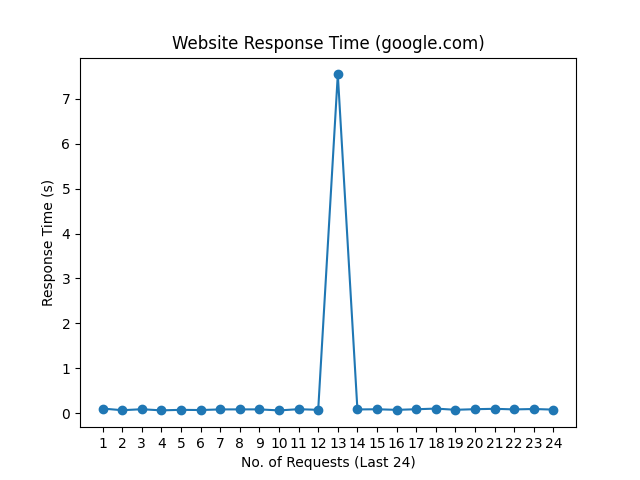 Website Response Time (google.com)
Response Time (s)
7
6
5
4
3
2
1
0
1 2 3 4 5 6 7 8 9 10 11 12 13 14 15 16 17 18 19 20 21 22 23 24
No. of Requests (Last 24)